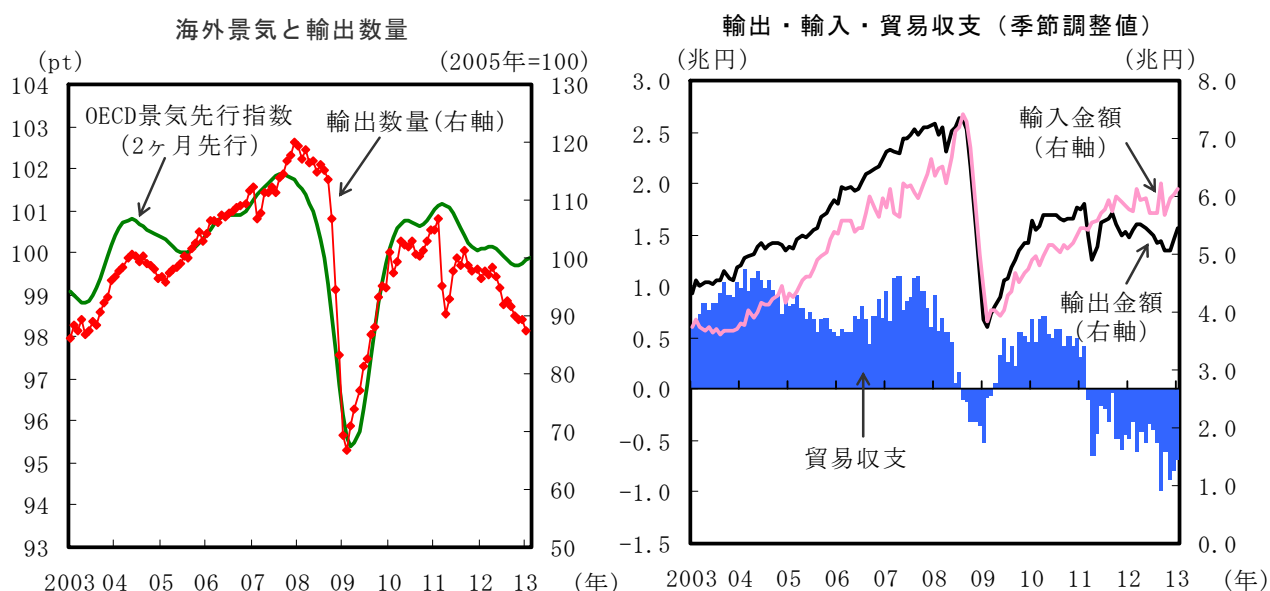 海外景気と輸出数量
(pt)
(2005年=100)
104
103
102
101
100
99
98
97
96
95
94
93
130
120
110
100
90
80
70
60
50
OECD景気先行指数
(2ヶ月先行)
輸出数量(右軸)
2003 04 05 06 07 08 09 10 11 12 13 (年)
輸出・輸入・貿易収支（季節調整値）
(兆円)
(兆円)
3.0
2.5
2.0
1.5
1.0
0.5
0.0
-0.5
-1.0
-1.5
8.0
7.0
6.0
5.0
4.0
3.0
2.0
1.0
0.0
輸入金額
(右軸)
輸出金額
(右軸)
貿易収支
2003 04 05 06 07 08 09 10 11 12 13 (年)